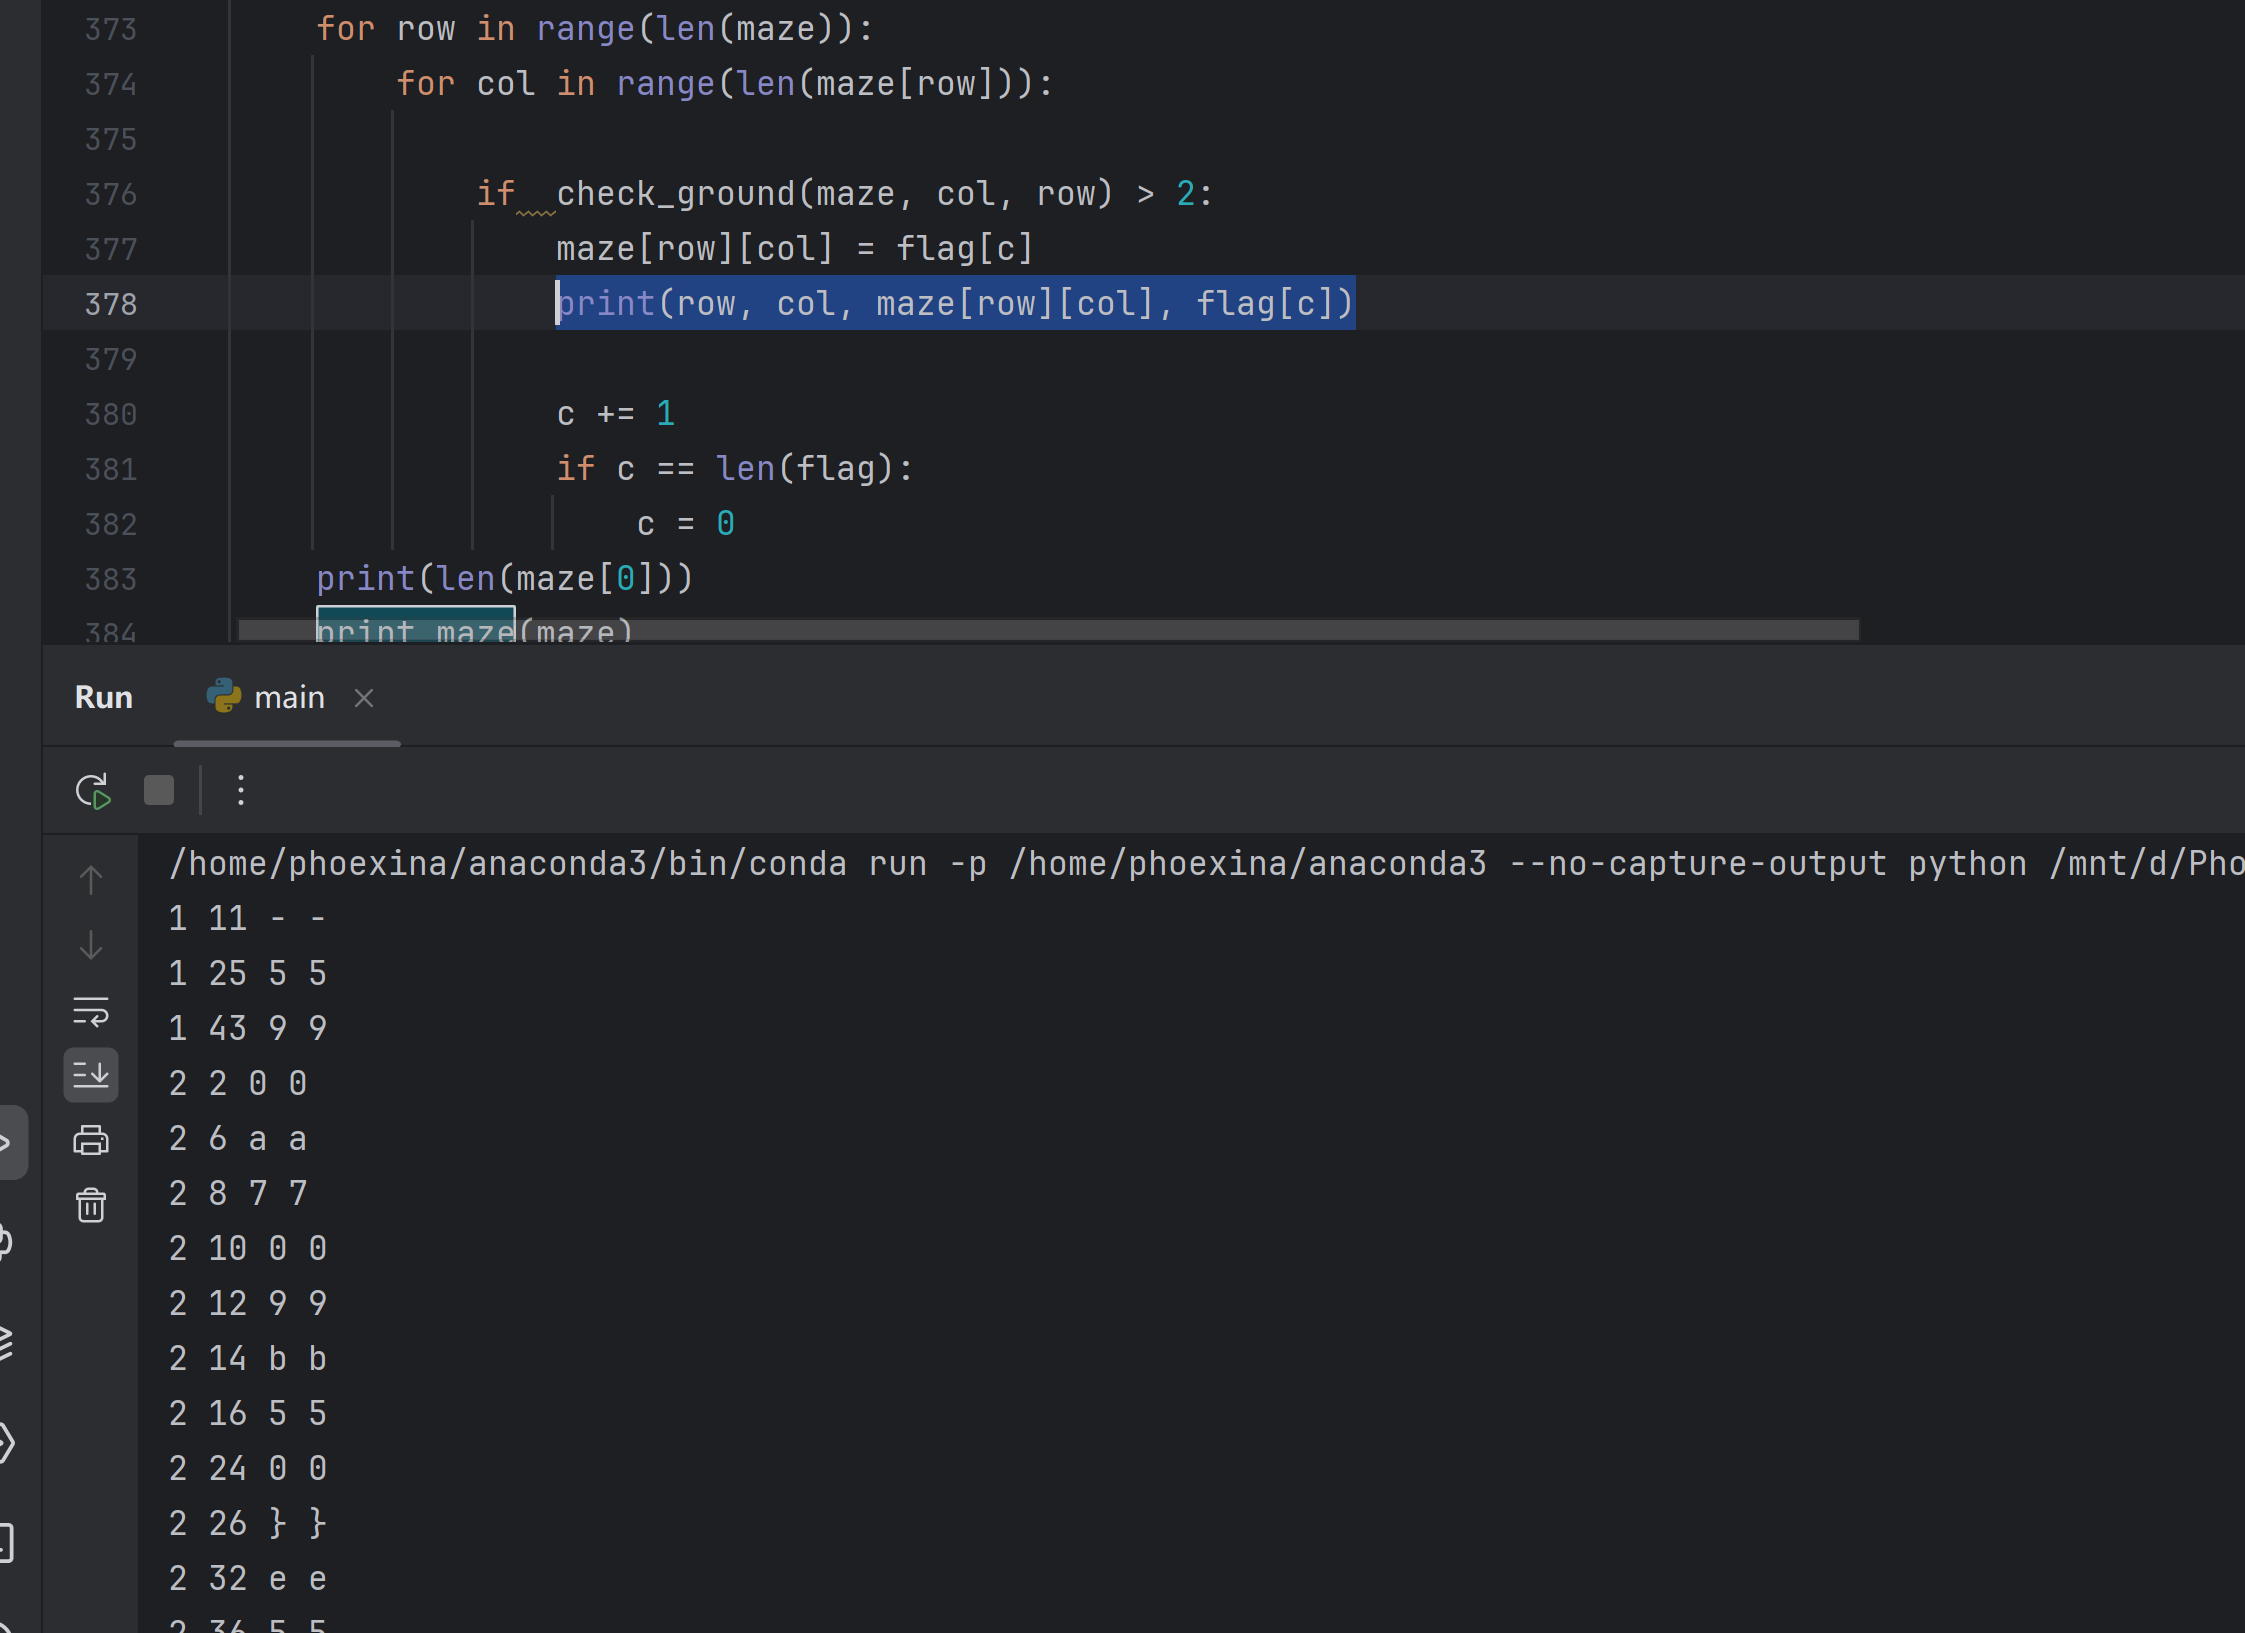 373 for row in range(len(maze)):
374 for col in range(len(maze[row])):
375
376 if  check_ground(maze, col, row) > 2:
377 maze[row][col] = flag[c]
378 print(row, col, maze[row][col], flag[c])
379
380 c += 1
381 if c == len(flag):
382 c = 0
383 print(len(maze[0]))
384 print_maze(maze)
Run main
/home/phoexina/anaconda3/bin/conda run -p /home/phoexina/anaconda3 --no-capture-output python /mnt/d/Pho
1 11 - -
1 25 5 5
1 43 9 9
2 2 0 0
2 6 a a
2 8 7 7
2 10 0 0
2 12 9 9
2 14 b b
2 16 5 5
2 24 0 0
2 26 } }
2 32 e e
2 36 5 5